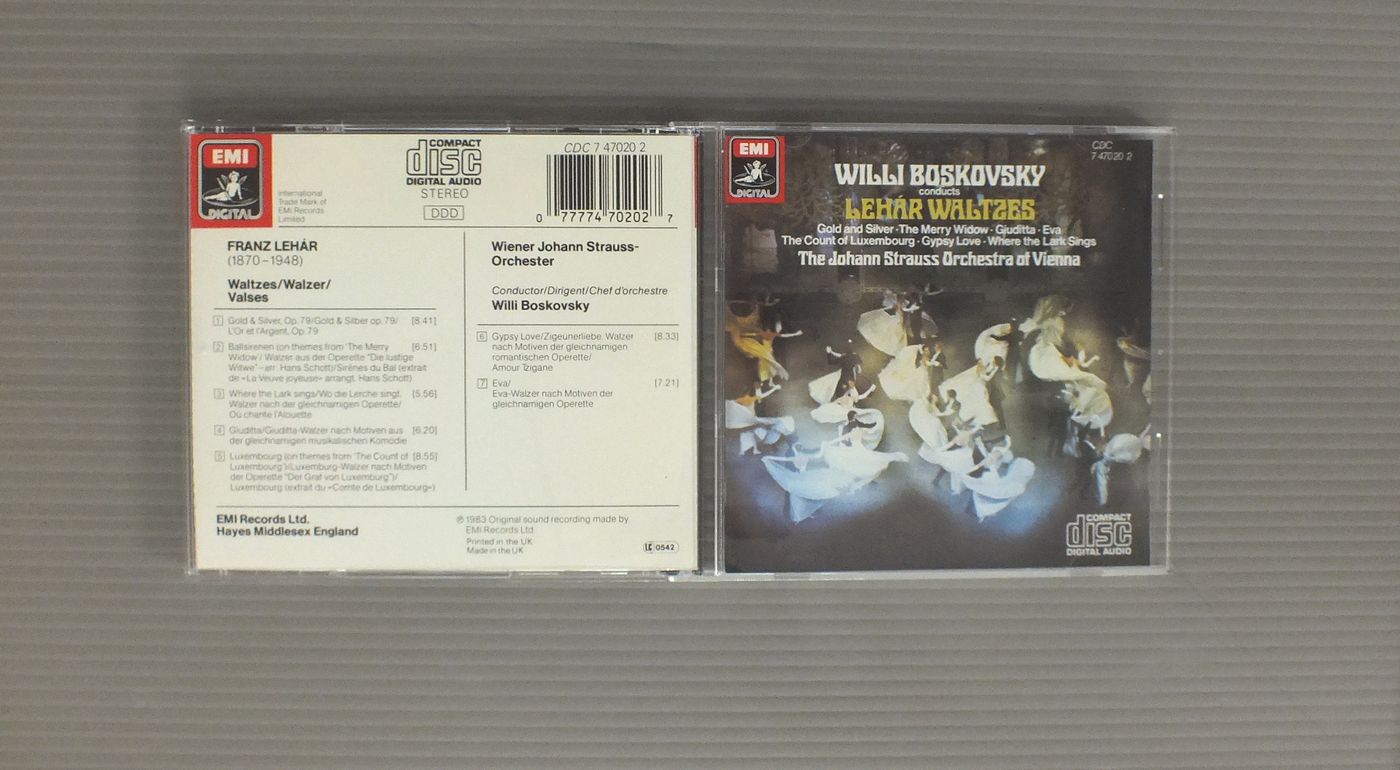 EMI
DIGITAL
International
Trade Mark of
EMI Records
Limited
COMPACT
disc
DIGITAL AUDIO
STEREO
DDD
CDC 7 47020 2
0 77774 70202 7
FRANZ LEHÁR
(1870–1948)
Waltzes/Walzer/
Valses
1 Gold & Silver, Op. 79/Gold & Silber op. 79/ [8.41]
L'Or et l'Argent, Op. 79
2 Ballsirenen (on themes from 'The Merry [6.51]
Widow'/ Walzer aus der Operette "Die lustige
Witwe" – arr. Hans Schott)/Sirènes du Bal (extrait
de «La Veuve joyeuse» arrangt. Hans Schott)
3 Where the Lark sings/Wo die Lerche singt. [5.56]
Walzer nach der gleichnamigen Operette/
Où chante l'Alouette
4 Giuditta/Giuditta-Walzer nach Motiven aus [6.20]
der gleichnamigen musikalischen Komödie
5 Luxembourg (on themes from 'The Count of [8.55]
Luxembourg')/Luxemburg-Walzer nach Motiven
der Operette "Der Graf von Luxemburg")/
Luxembourg (extrait du «Comte de Luxembourg»)
Wiener Johann Strauss-
Orchester
Conductor/Dirigent/Chef d'orchestre
Willi Boskovsky
6 Gypsy Love/Zigeunerliebe. Walzer [8.33]
nach Motiven der gleichnamigen
romantischen Operette/
Amour Tzigane
7 Eva/ [7.21]
Eva-Walzer nach Motiven der
gleichnamigen Operette
EMI Records Ltd.
Hayes Middlesex England
℗ 1983 Original sound recording made by
EMI Records Ltd.
Printed in the UK
Made in the UK
LC 0542
EMI
DIGITAL
CDC
7 47020 2
WILLI BOSKOVSKY
conducts
LEHÁR WALTZES
Gold and Silver · The Merry Widow · Giuditta · Eva
The Count of Luxembourg · Gypsy Love · Where the Lark Sings
The Johann Strauss Orchestra of Vienna
COMPACT
disc
DIGITAL AUDIO